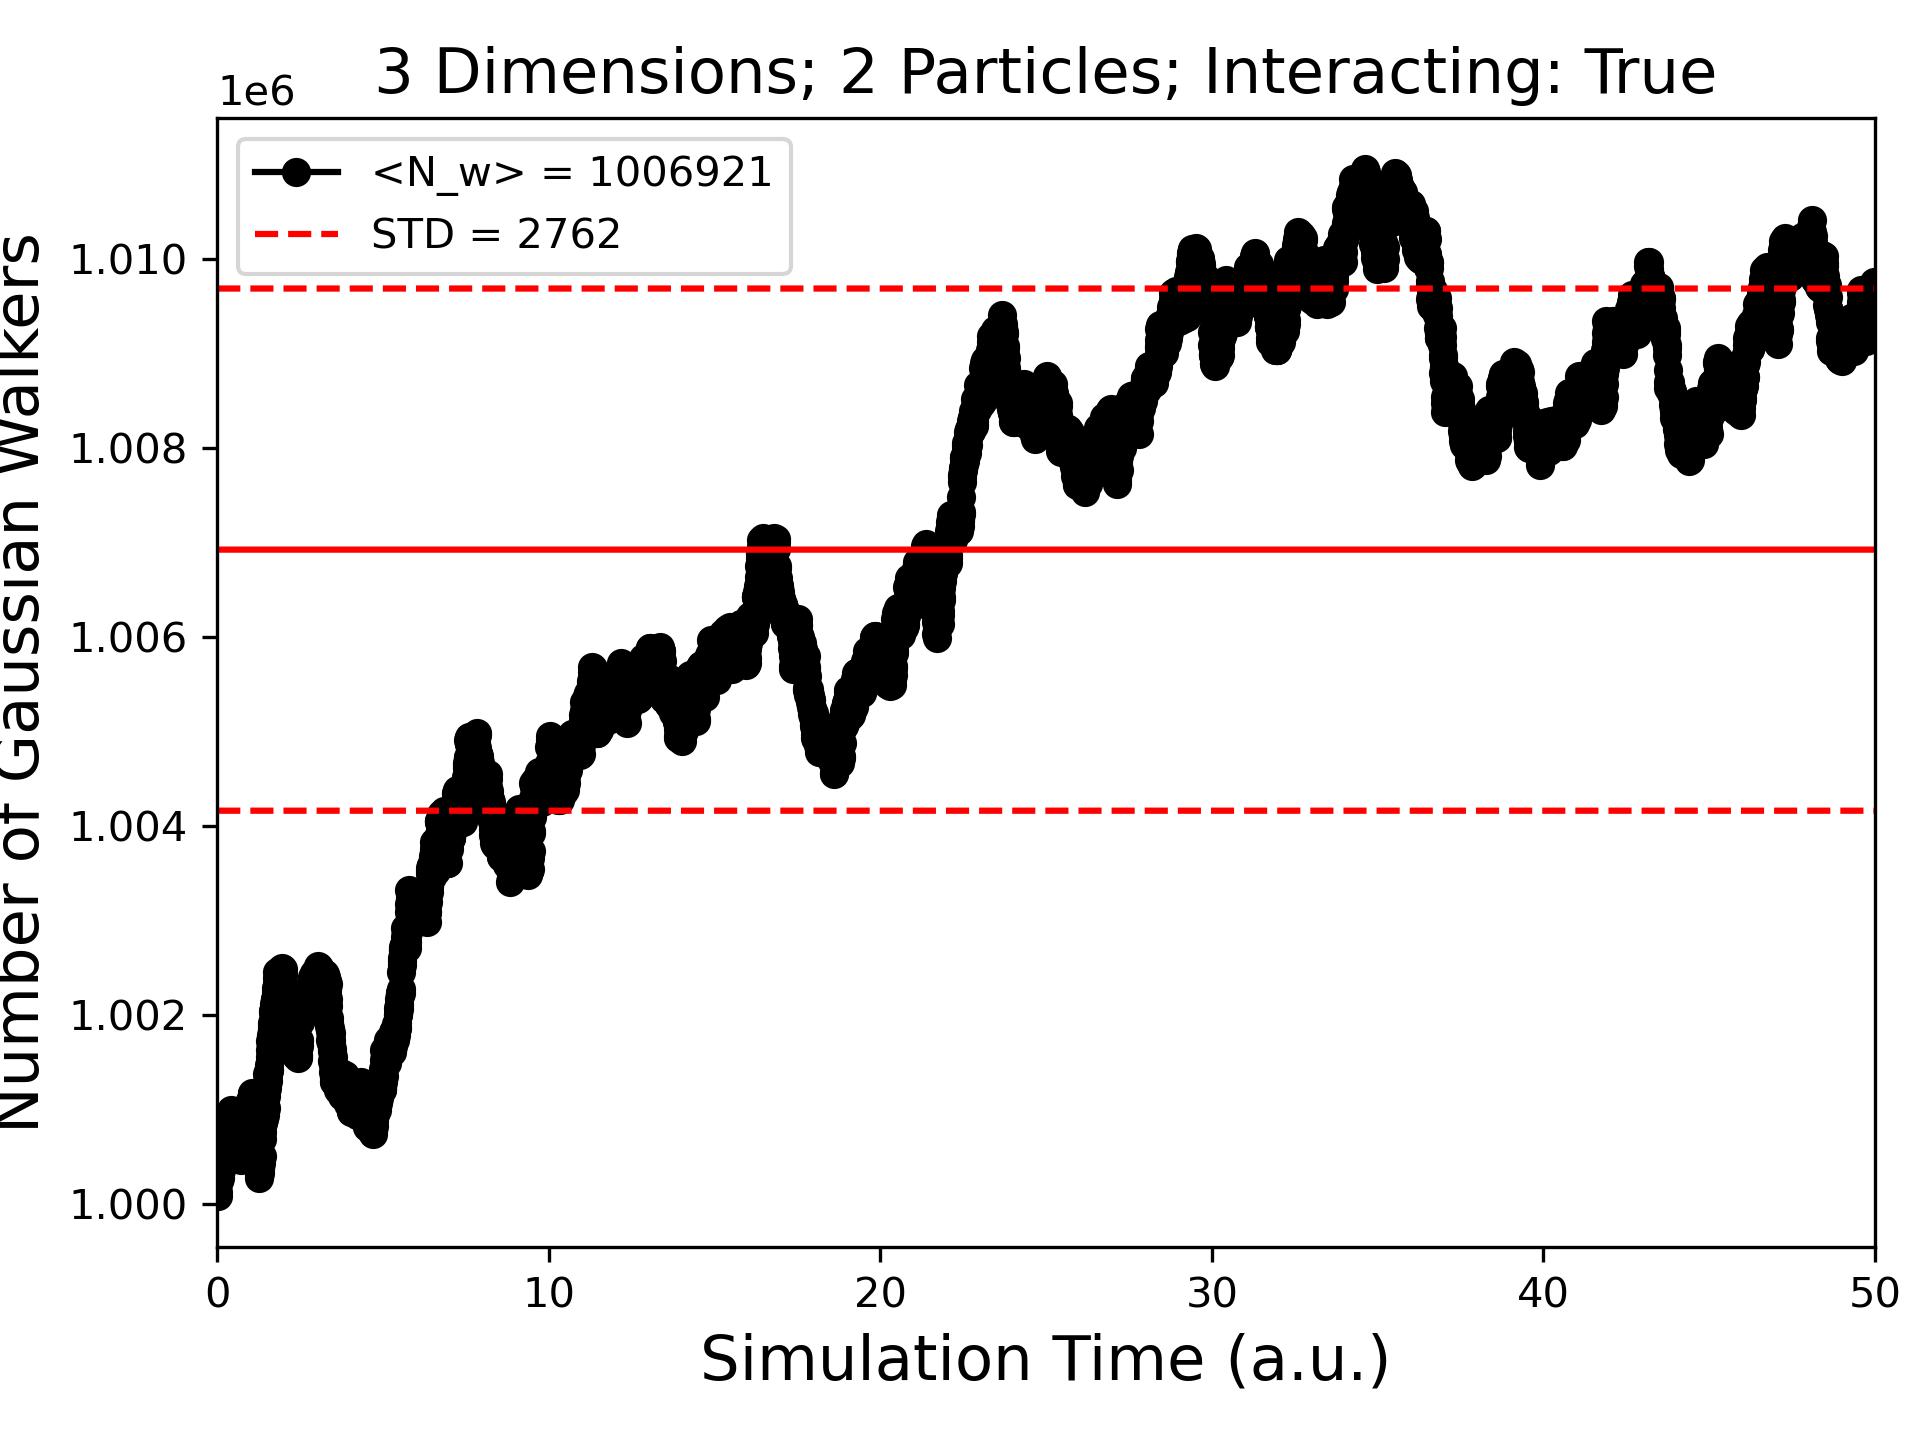 3 Dimensions; 2 Particles; Interacting: True
1e6
<N_w> = 1006921
STD = 2762
Number of Gaussian Walkers
1.010
1.008
1.006
1.004
1.002
1.000
0 10 20 30 40 50
Simulation Time (a.u.)